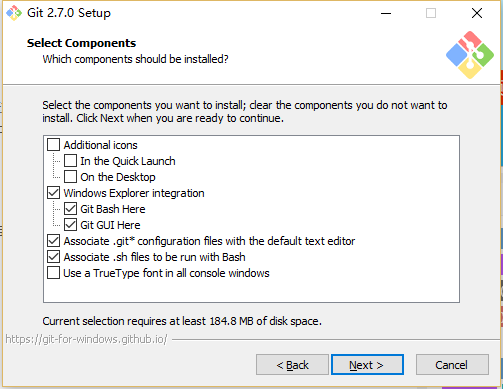 Git 2.7.0 Setup
Select Components
Which components should be installed?
Select the components you want to install; clear the components you do not want to
install. Click Next when you are ready to continue.
Additional icons
In the Quick Launch
On the Desktop
Windows Explorer integration
Git Bash Here
Git GUI Here
Associate .git* configuration files with the default text editor
Associate .sh files to be run with Bash
Use a TrueType font in all console windows
Current selection requires at least 184.8 MB of disk space.
https://git-for-windows.github.io/
< Back
Next >
Cancel